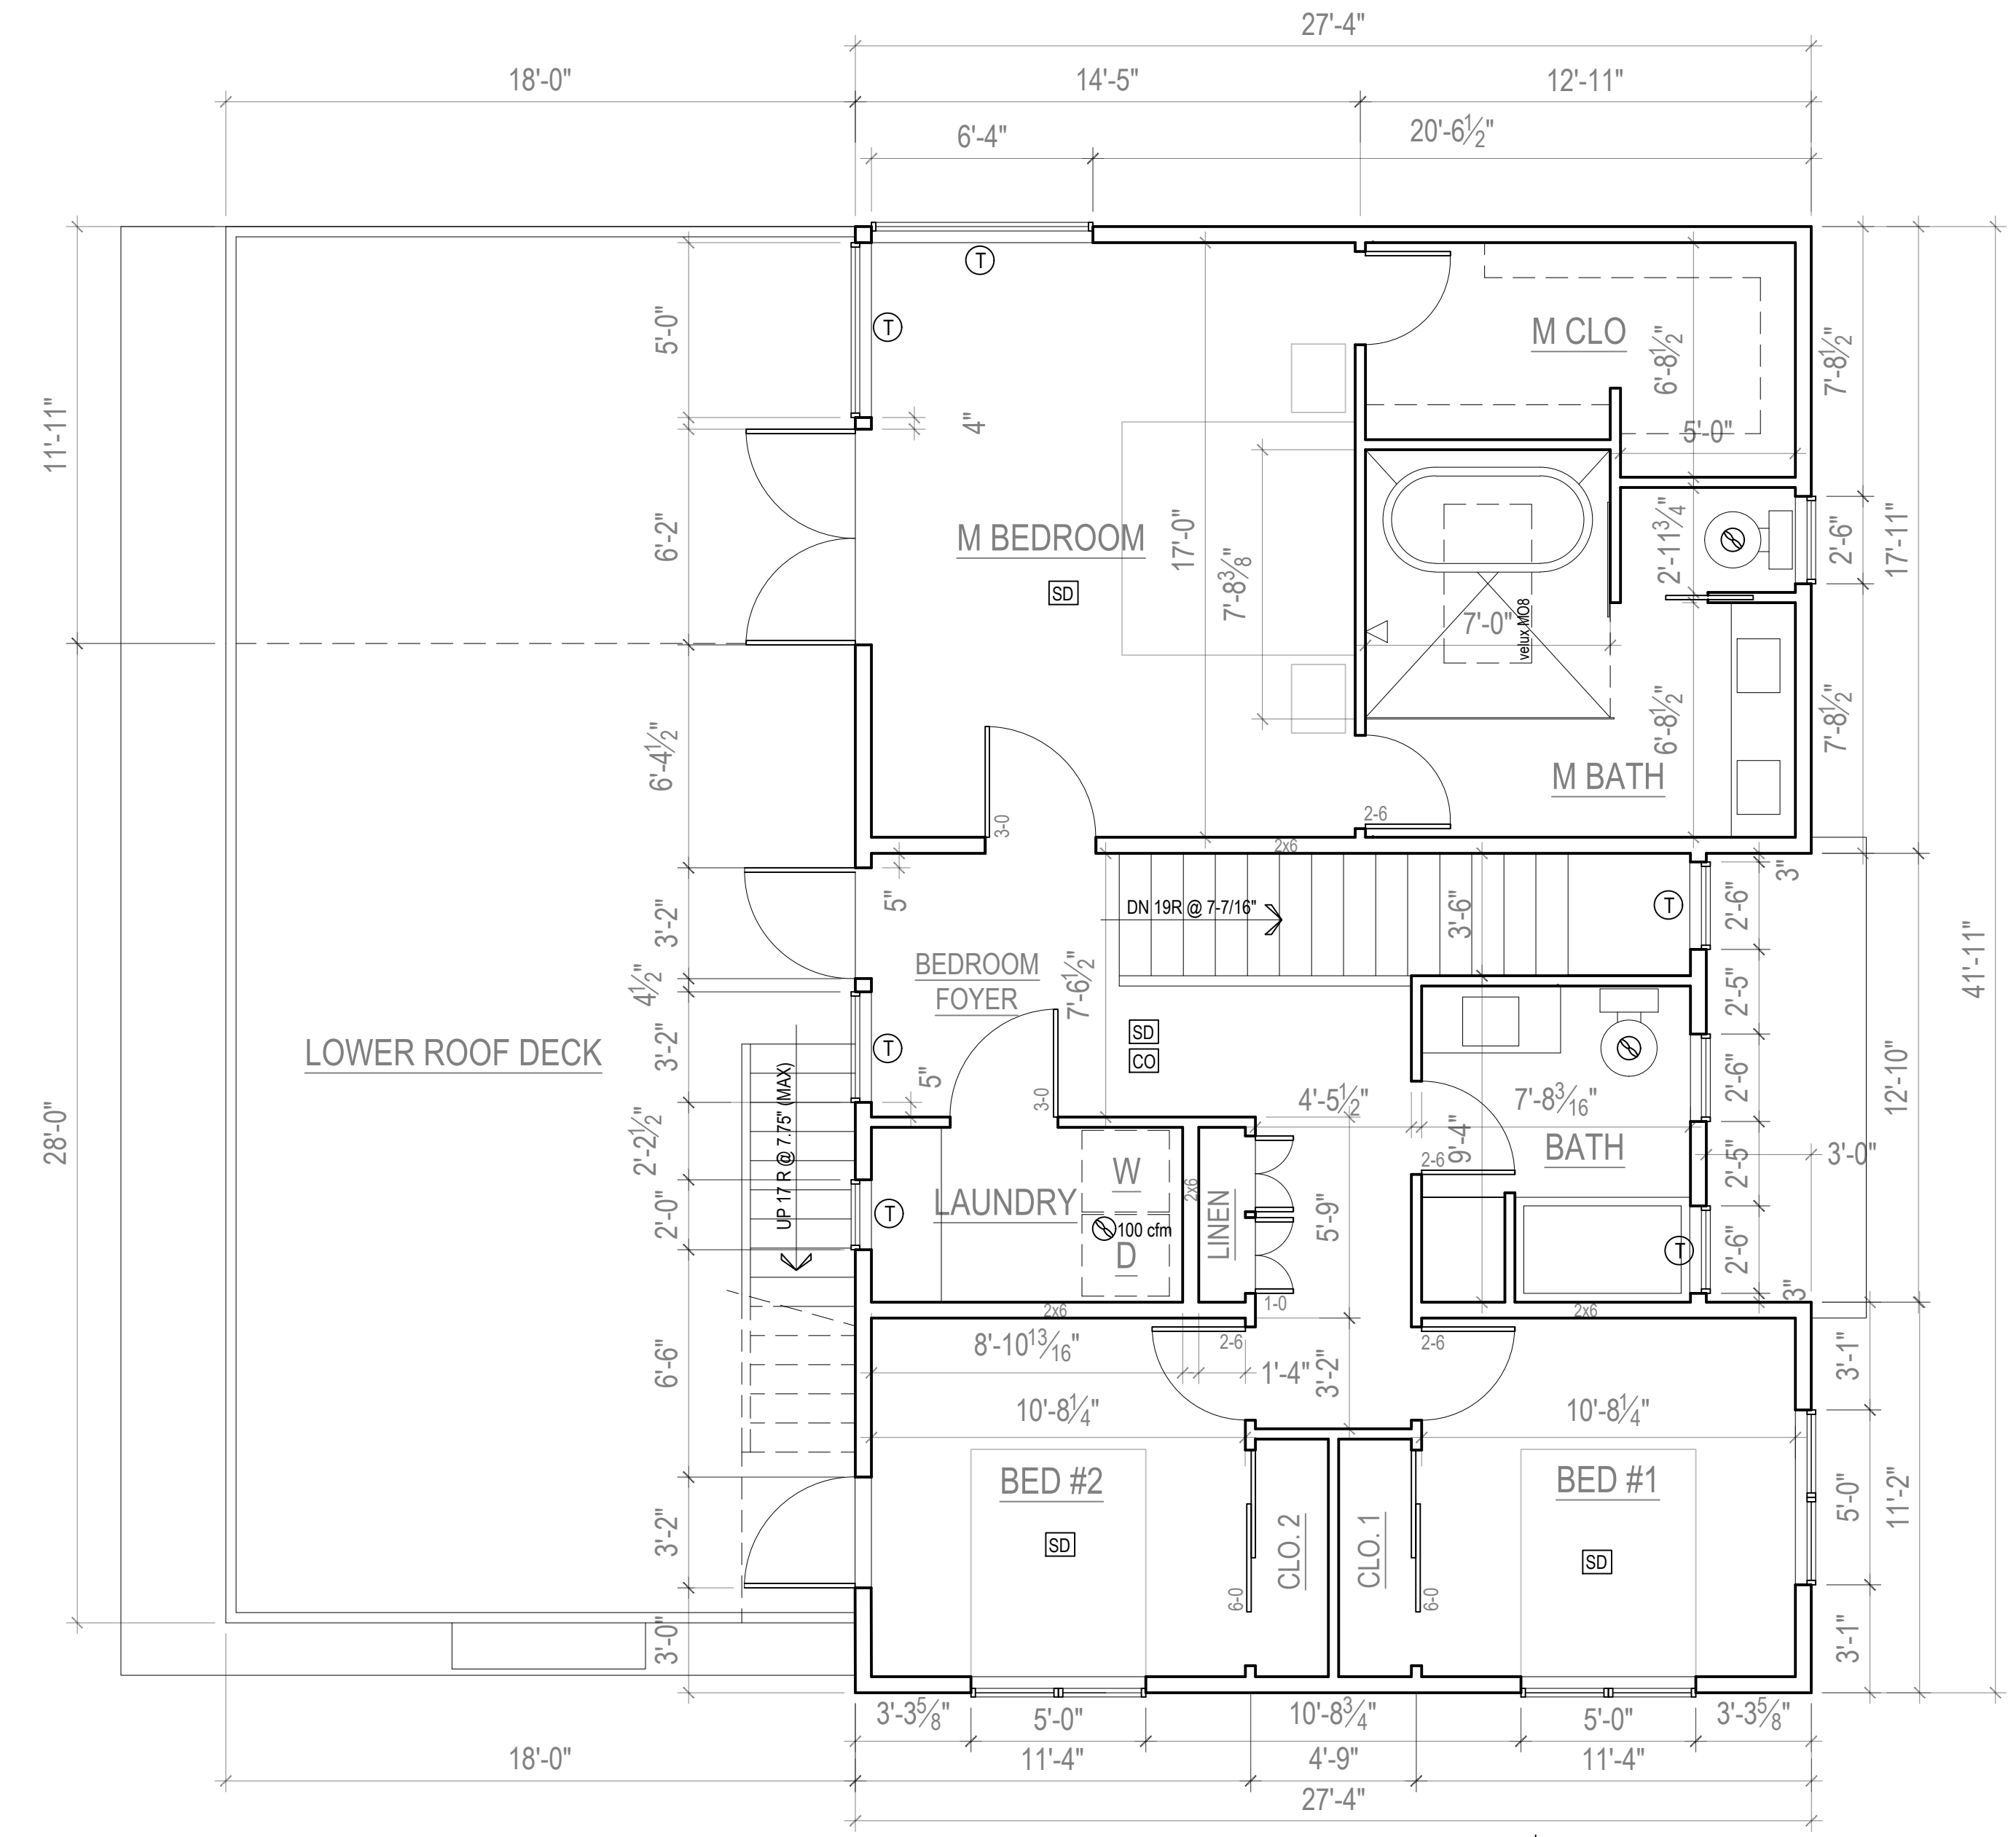 27'-4"
18'-0"
14'-5"
12'-11"
6'-4"
20'-6½"
T
T
5'-0"
4"
M CLO
6'-8½"
7'-8½"
5'-0"
11'-11"
6'-2"
M BEDROOM
SD
17'-0"
7'-8⅜"
7'-0"
velux MO8
2'-11¾"
2'-6"
17'-11"
6'-4½"
6'-8½"
7'-8½"
M BATH
3-0
2-6
2x6
5"
3'-2"
DN 19R @ 7-7/16"
3'-6"
T
2'-6"
3"
41'-11"
4½"
BEDROOM
FOYER
7'-6½"
2'-5"
LOWER ROOF DECK
3'-2"
T
SD
CO
28'-0"
UP 17 R @ 7.75" (MAX)
5"
3-0
4'-5½"
7'-8³⁄₁₆"
2'-6"
12'-10"
2'-2½"
W
2x6
2-6
9'-4"
BATH
2'-5"
3'-0"
2'-0"
T
LAUNDRY
100 cfm
D
LINEN
5'-9"
T
2'-6"
3"
2x6
1-0
2x6
8'-10¹³⁄₁₆"
2-6
1'-4"
3'-2"
2-6
3'-1"
6'-6"
10'-8¼"
10'-8¼"
BED #2
BED #1
5'-0"
11'-2"
3'-2"
SD
CLO. 2
CLO. 1
SD
6-0
6-0
3'-0"
3'-1"
3'-3⅝"
5'-0"
10'-8¾"
5'-0"
3'-3⅝"
18'-0"
11'-4"
4'-9"
11'-4"
27'-4"